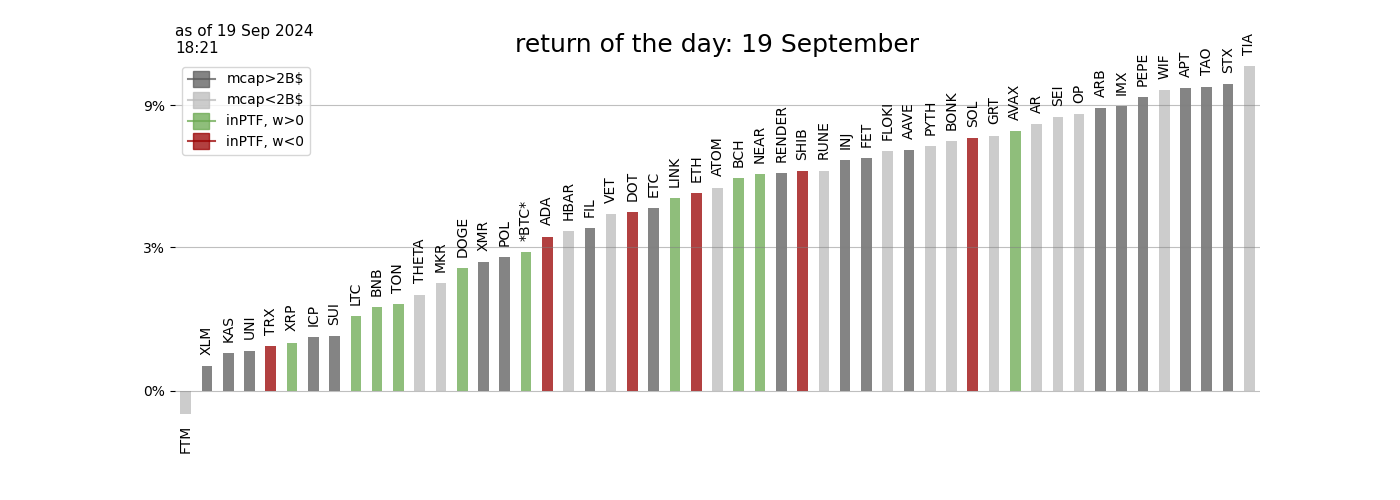 as of 19 Sep 2024
18:21
return of the day: 19 September
mcap>2B$
mcap<2B$
inPTF, w>0
inPTF, w<0
9%
3%
0%
FTM
XLM
KAS
UNI
TRX
XRP
ICP
SUI
LTC
BNB
TON
THETA
MKR
DOGE
XMR
POL
*BTC*
ADA
HBAR
FIL
VET
DOT
ETC
LINK
ETH
ATOM
BCH
NEAR
RENDER
SHIB
RUNE
INJ
FET
FLOKI
AAVE
PYTH
BONK
SOL
GRT
AVAX
AR
SEI
OP
ARB
IMX
PEPE
WIF
APT
TAO
STX
TIA